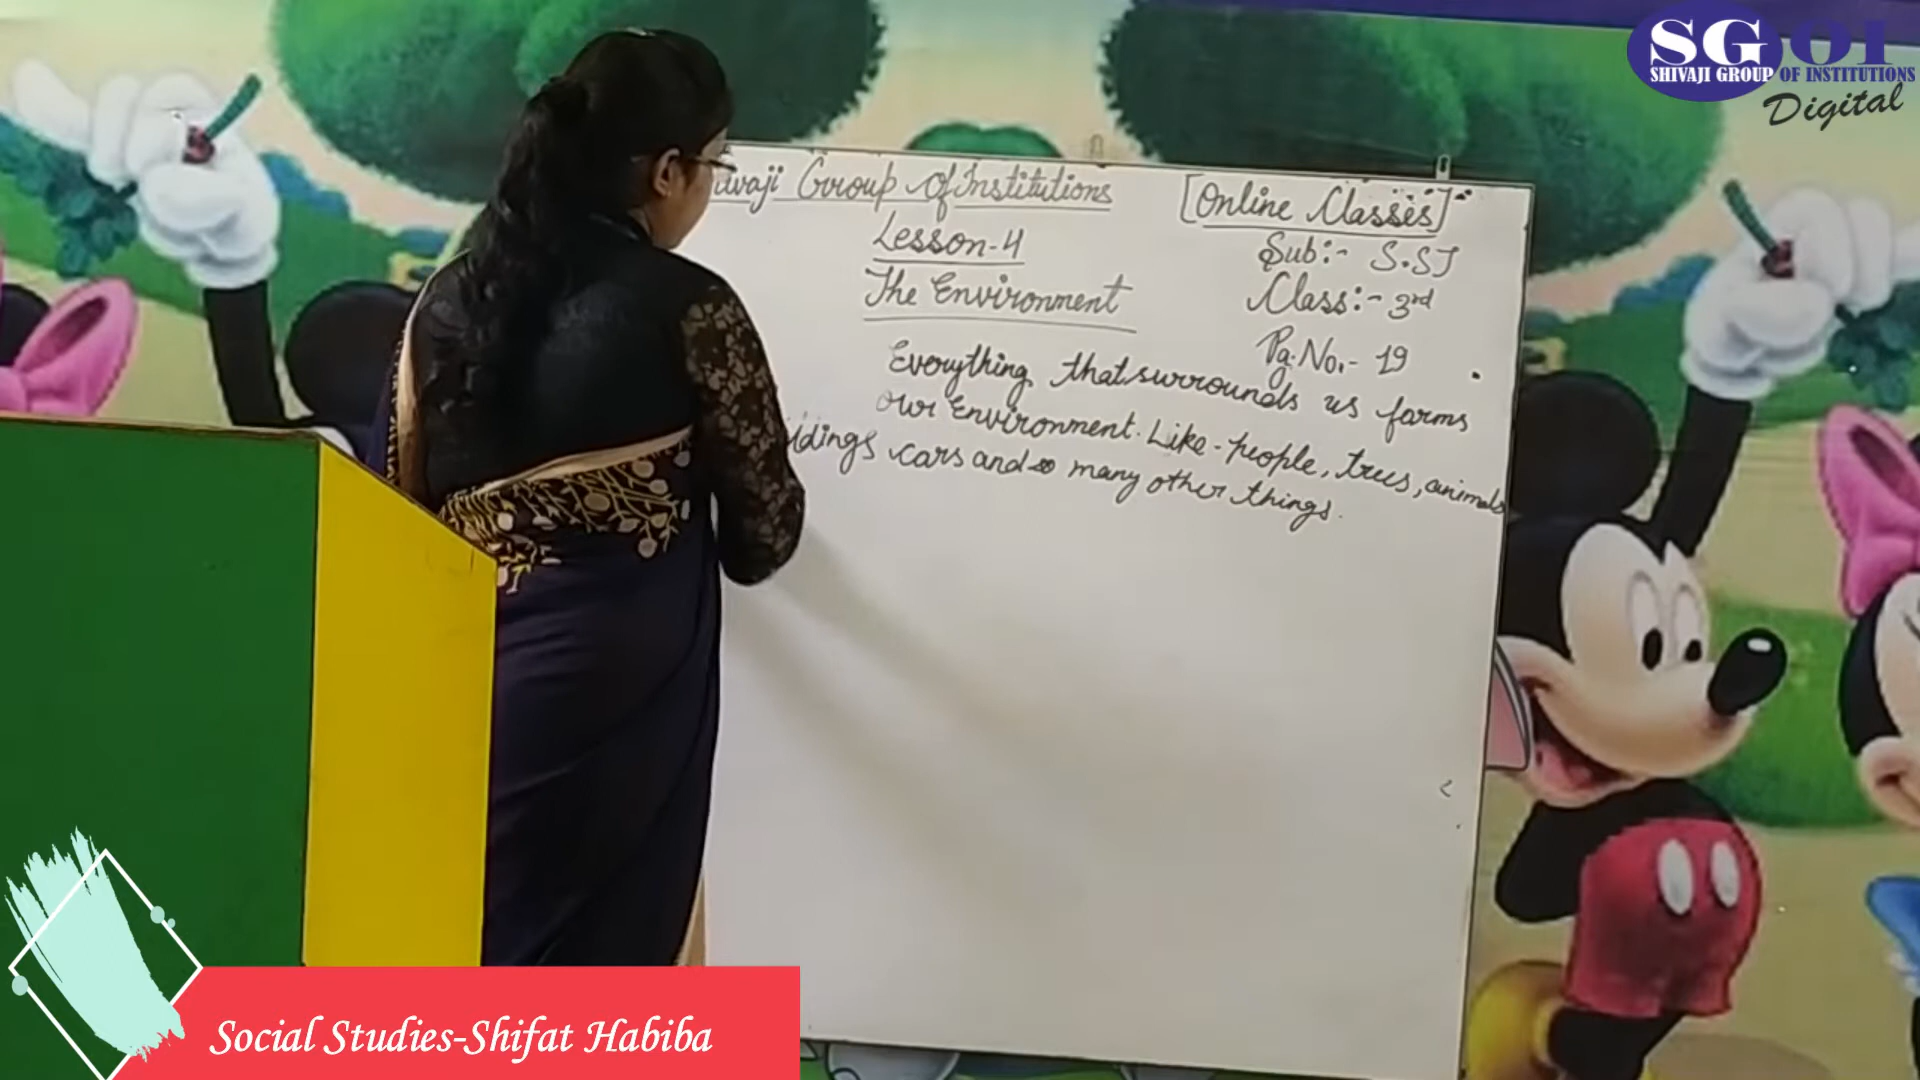 SGOI
SHIVAJI GROUP OF INSTITUTIONS
Digital
Group of Institutions
[Online Classes]
Lesson-4
Sub:- S.ST
The Environment
Class:- 3rd
Pg.No.- 19
Everything that surrounds us forms
our Environment. Like-people, trees, animals
cars and so many other things.
Social Studies-Shifat Habiba